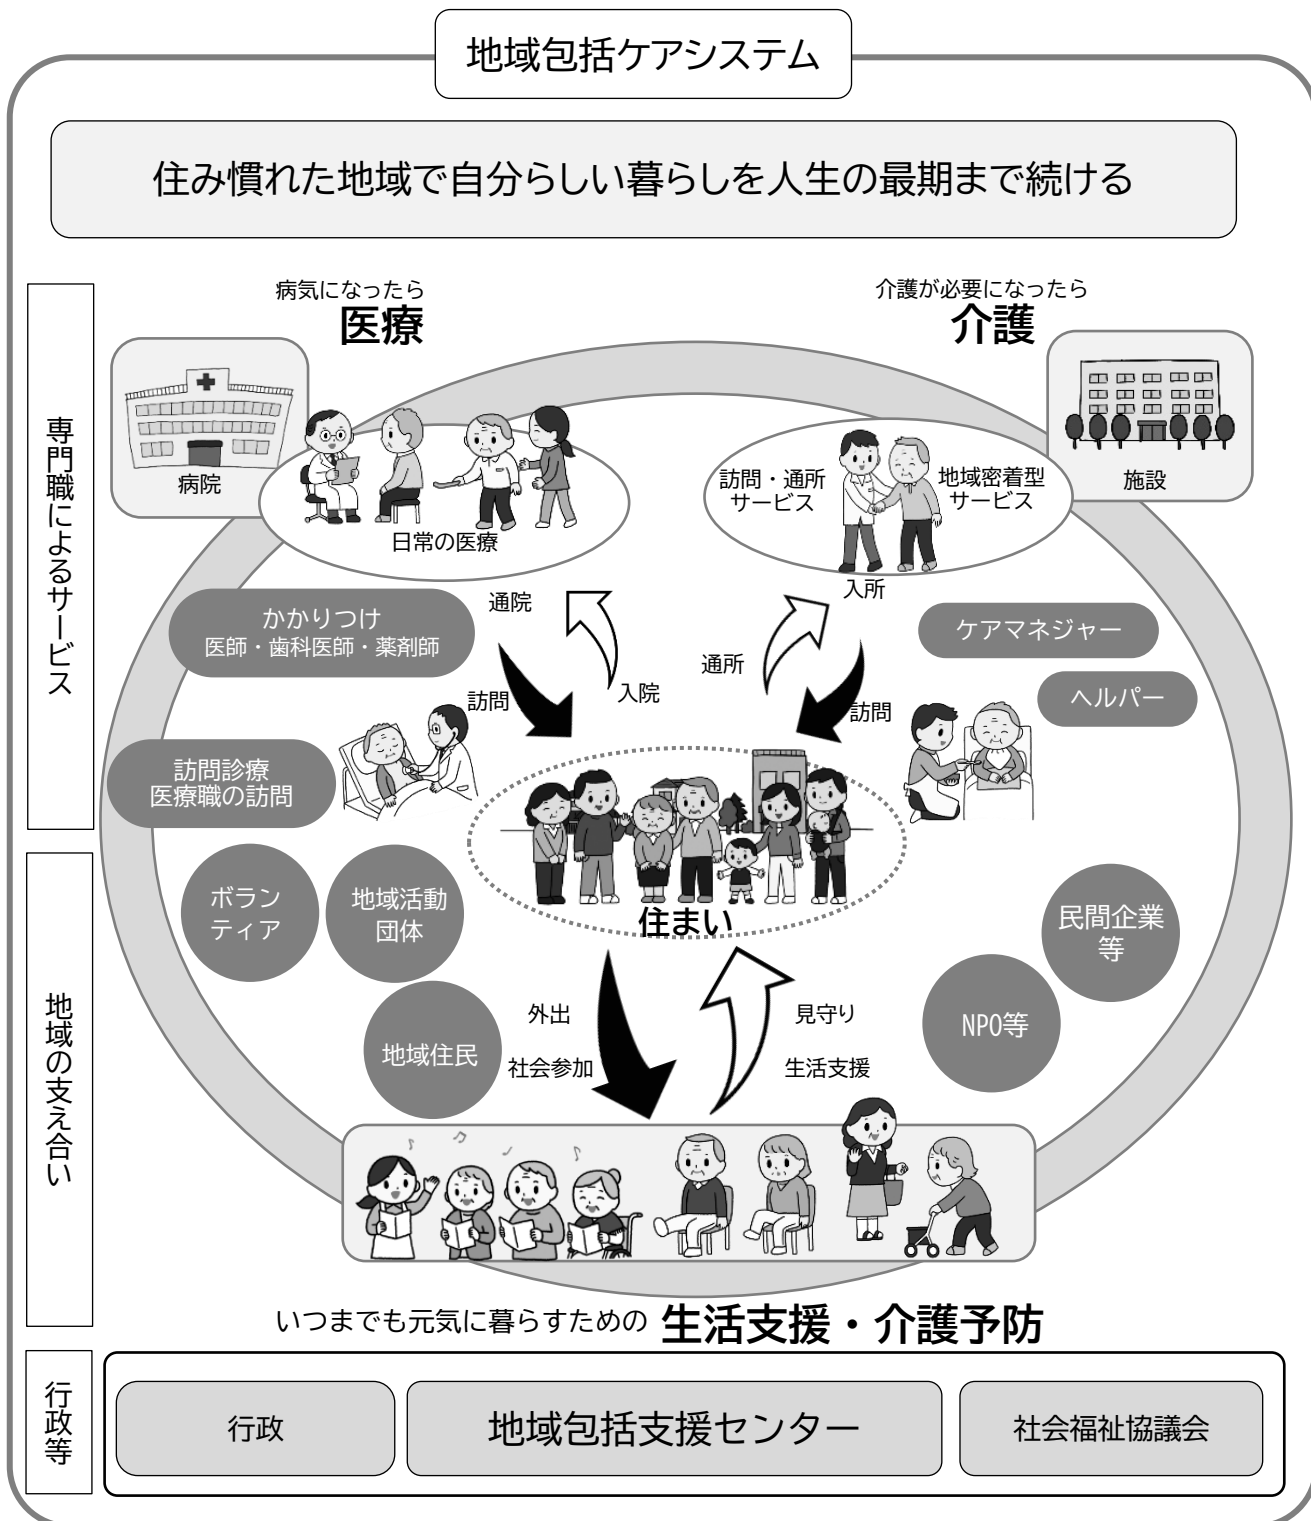 地域包括ケアシステム
住み慣れた地域で自分らしい暮らしを人生の最期まで続ける
専門職によるサービス
病気になったら
医療
介護が必要になったら
介護
病院
日常の医療
訪問・通所
サービス
地域密着型
サービス
施設
かかりつけ
医師・歯科医師・薬剤師
通院
入院
訪問
入所
通所
訪問
ケアマネジャー
ヘルパー
訪問診療
医療職の訪問
住まい
地域の支え合い
ボラン
ティア
地域活動
団体
地域住民
民間企業
等
NPO等
外出
社会参加
見守り
生活支援
いつまでも元気に暮らすための 生活支援・介護予防
行政等
行政
地域包括支援センター
社会福祉協議会